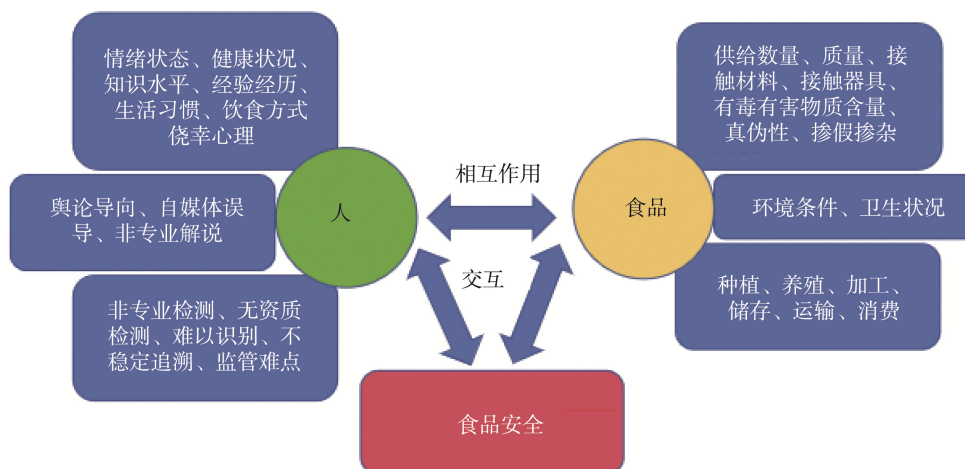 情绪状态、健康状况、
知识水平、经验经历、
生活习惯、饮食方式
侥幸心理
舆论导向、自媒体误
导、非专业解说
非专业检测、无资质
检测、难以识别、不
稳定追溯、监管难点
人
相互作用
交互
食品
供给数量、质量、接
触材料、接触器具、
有毒有害物质含量、
真伪性、掺假掺杂
环境条件、卫生状况
种植、养殖、加工、
储存、运输、消费
食品安全